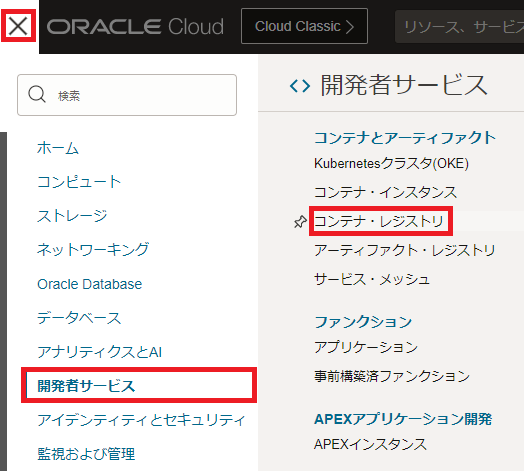 ORACLE Cloud
Cloud Classic >
リソース、サービス
検索
ホーム
コンピュート
ストレージ
ネットワーキング
Oracle Database
データベース
アナリティクスとAI
開発者サービス
アイデンティティとセキュリティ
監視および管理
開発者サービス
コンテナとアーティファクト
Kubernetesクラスタ(OKE)
コンテナ・インスタンス
コンテナ・レジストリ
アーティファクト・レジストリ
サービス・メッシュ
ファンクション
アプリケーション
事前構築済ファンクション
APEXアプリケーション開発
APEXインスタンス